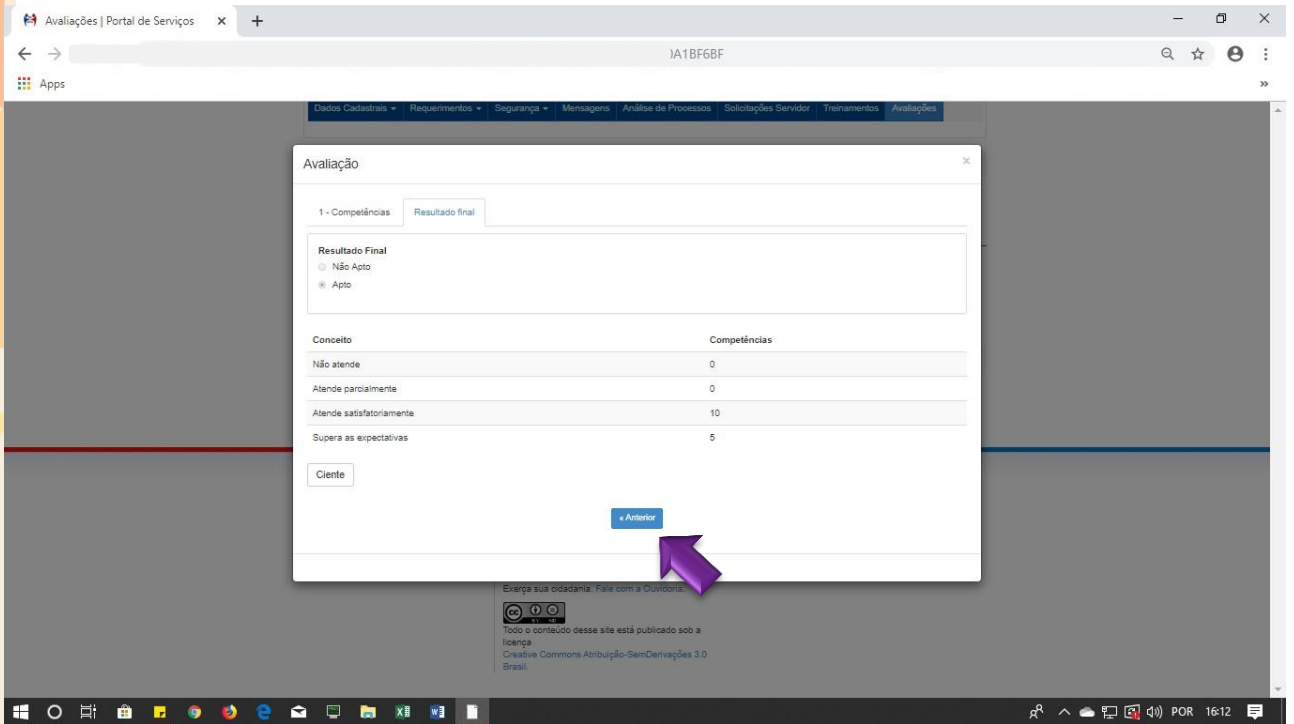 Avaliações | Portal de Serviços
)A1BF6BF
Apps
Dados Cadastrais Requerimentos Segurança Mensagens Análise de Processos Solicitações Servidor Treinamentos Avaliações
Avaliação
1 - Competências Resultado final
Resultado Final
Não Apto
Apto
Conceito Competências
Não atende 0
Atende parcialmente 0
Atende satisfatoriamente 10
Supera as expectativas 5
Ciente
« Anterior
Exerça sua cidadania. Fale com a Ouvidoria.
cc BY ND
Todo o conteúdo desse site está publicado sob a
licença
Creative Commons Atribuição-SemDerivações 3.0
Brasil.
POR 16:12